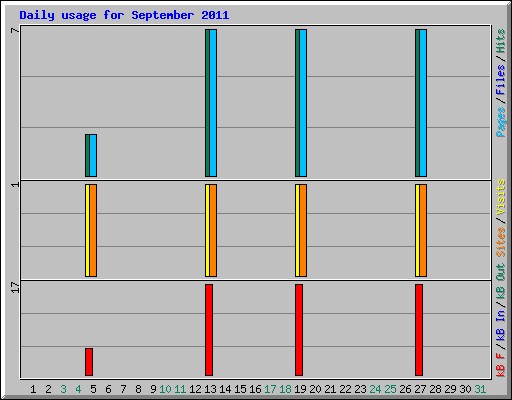 Daily usage for September 2011
7
Pages / Files / Hits
1
Sites / Visits
17
kB F / kB In / kB Out
1 2 3 4 5 6 7 8 9 10 11 12 13 14 15 16 17 18 19 20 21 22 23 24 25 26 27 28 29 30 31